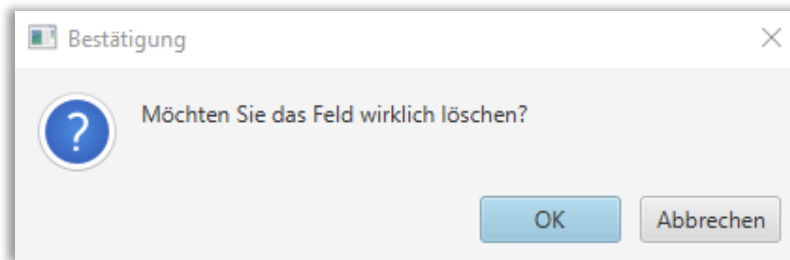 Bestätigung
Möchten Sie das Feld wirklich löschen?
OK Abbrechen